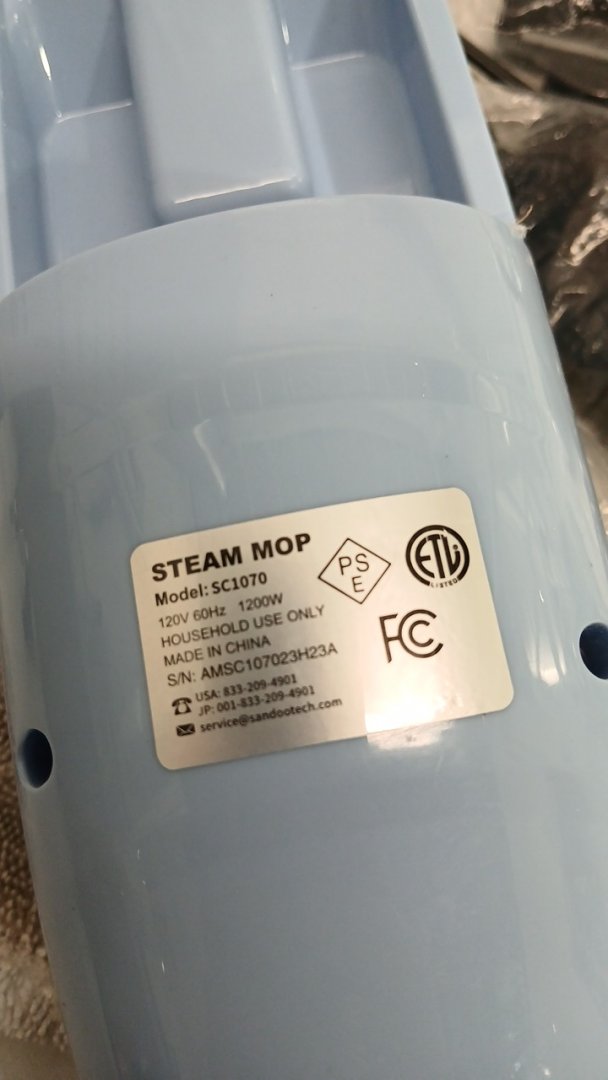 STEAM MOP
Model: SC1070
120V 60Hz 1200W
HOUSEHOLD USE ONLY
MADE IN CHINA
S/N: AMSC107023H23A
USA: 833-209-4901
JP: 001-833-209-4901
service@sandootech.com
PS
E
ETL
LISTED
FC